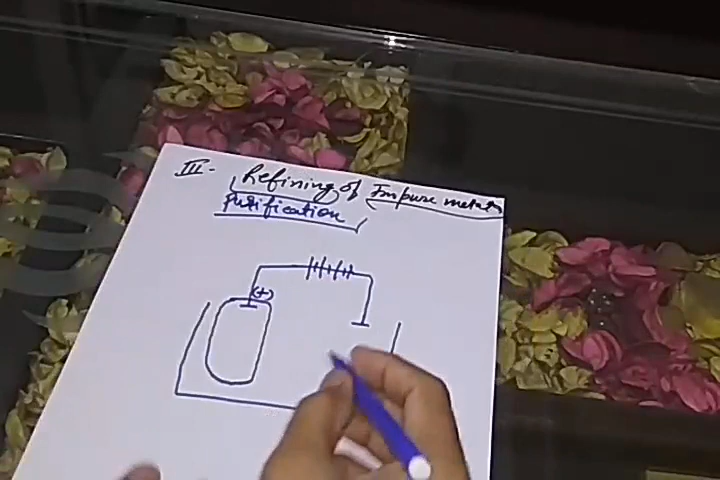 III- Refining of Impure metals
Purification
(+)